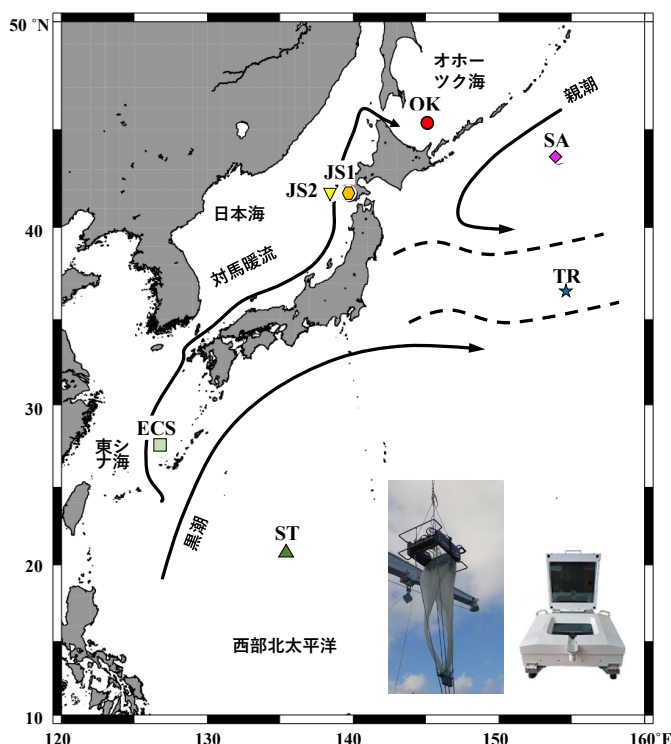 50 °N
オホー
ツク海
OK
親潮
SA
JS1
JS2
日本海
40
対馬暖流
TR
30
ECS
東シ
ナ海
黒潮
ST
20
西部北太平洋
10
120
130
140
150
160°E